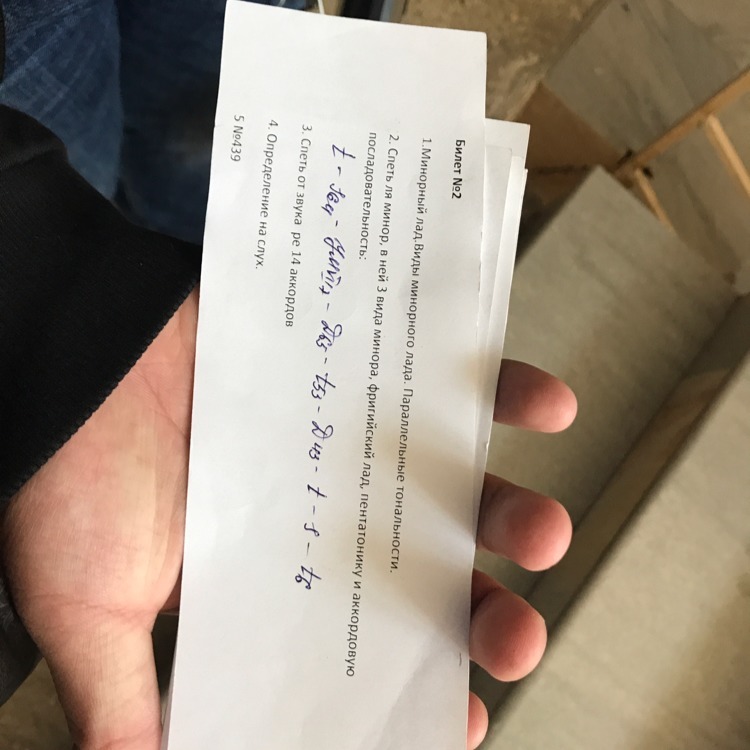 Билет №2
1.Минорный лад.Виды минорного лада. Параллельные тональности.
2. Спеть ля минор, в ней 3 вида минора, фригийский лад, пентатонику и аккордовую
посладовательность:
t - s64 - УмVII7 - D65 - t53 - D43 - t - s - t6
3. Спеть от звука ре 14 аккордов
4. Определение на слух.
5 №439